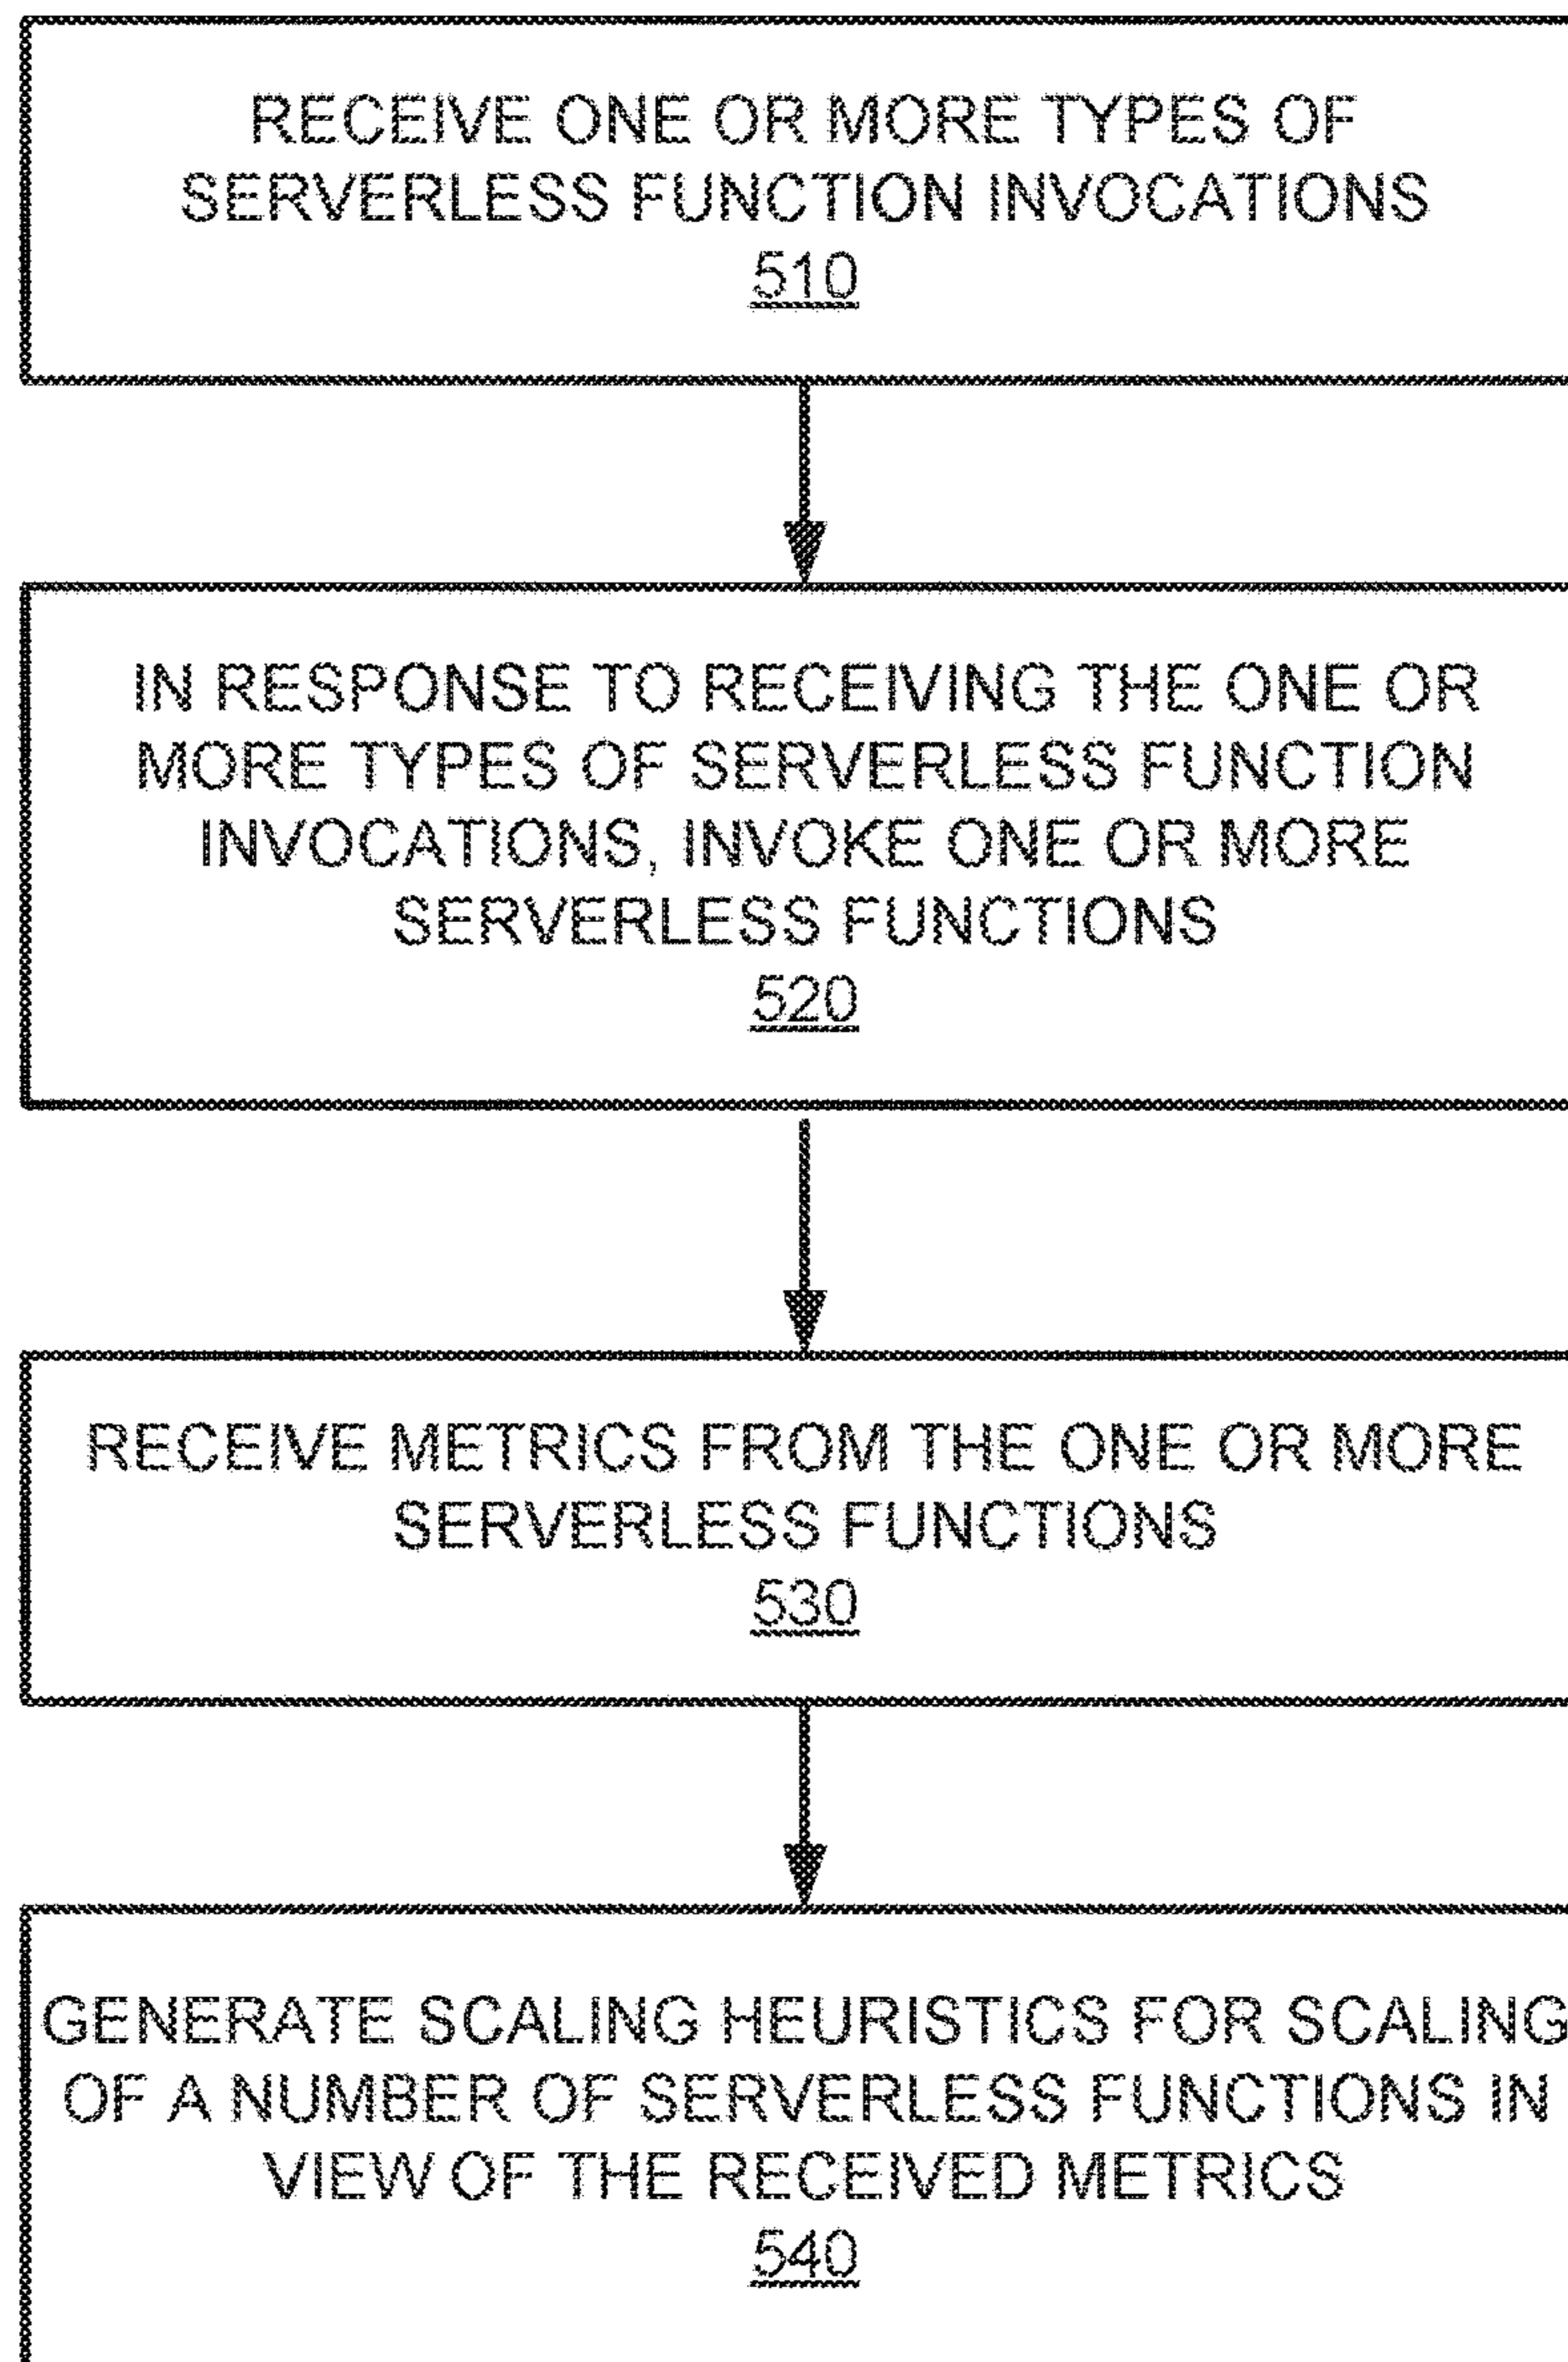 RECEIVE ONE OR MORE TYPES OF
SERVERLESS FUNCTION INVOCATIONS
510
IN RESPONSE TO RECEIVING THE ONE OR
MORE TYPES OF SERVERLESS FUNCTION
INVOCATIONS, INVOKE ONE OR MORE
SERVERLESS FUNCTIONS
520
RECEIVE METRICS FROM THE ONE OR MORE
SERVERLESS FUNCTIONS
530
GENERATE SCALING HEURISTICS FOR SCALING
OF A NUMBER OF SERVERLESS FUNCTIONS IN
VIEW OF THE RECEIVED METRICS
540